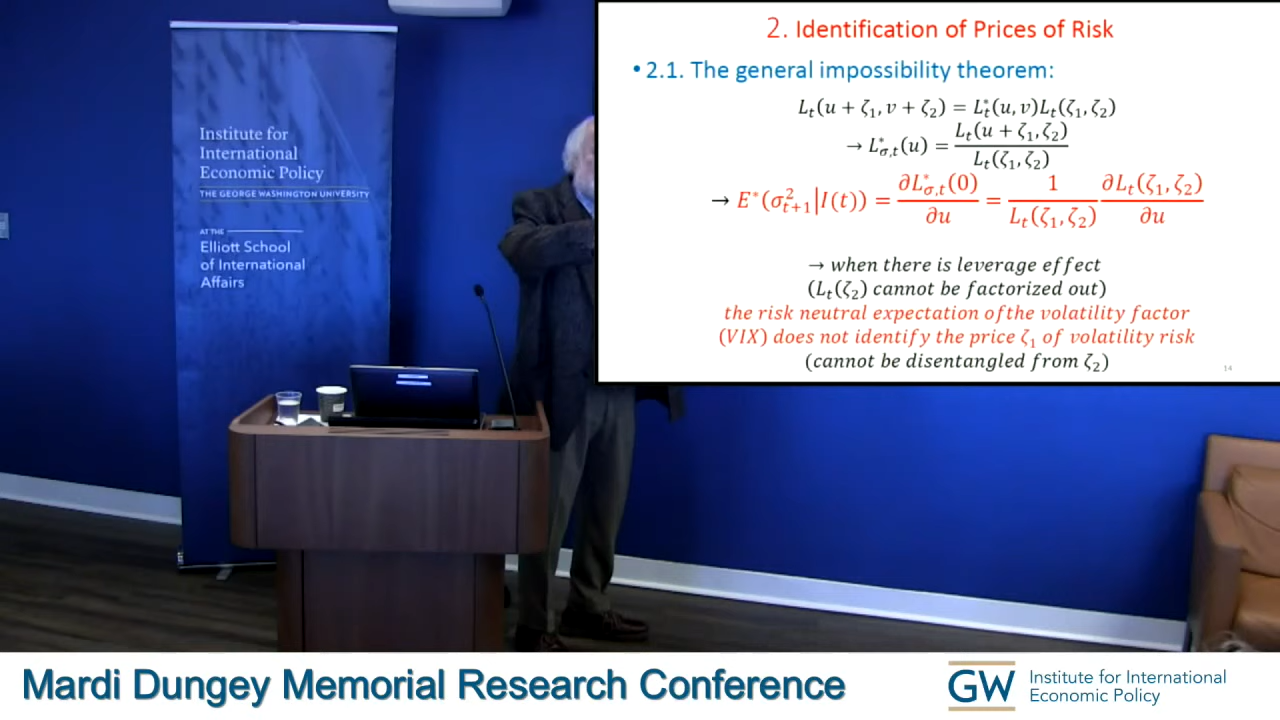 Institute for
International
Economic Policy
THE GEORGE WASHINGTON UNIVERSITY
AT THE
Elliott School
of International
Affairs
2. Identification of Prices of Risk
• 2.1. The general impossibility theorem:
L_t(u + ζ_1, v + ζ_2) = L*_t(u, v)L_t(ζ_1, ζ_2)
→ L*_{σ,t}(u) = L_t(u + ζ_1, ζ_2) / L_t(ζ_1, ζ_2)
→ E*(σ²_{t+1}|I(t)) = ∂L*_{σ,t}(0) / ∂u = 1 / L_t(ζ_1, ζ_2) ∂L_t(ζ_1, ζ_2) / ∂u
→ when there is leverage effect
(L_t(ζ_2) cannot be factorized out)
the risk neutral expectation of the volatility factor
(VIX) does not identify the price ζ_1 of volatility risk
(cannot be disentangled from ζ_2)
14
Mardi Dungey Memorial Research Conference
GW
Institute for International
Economic Policy